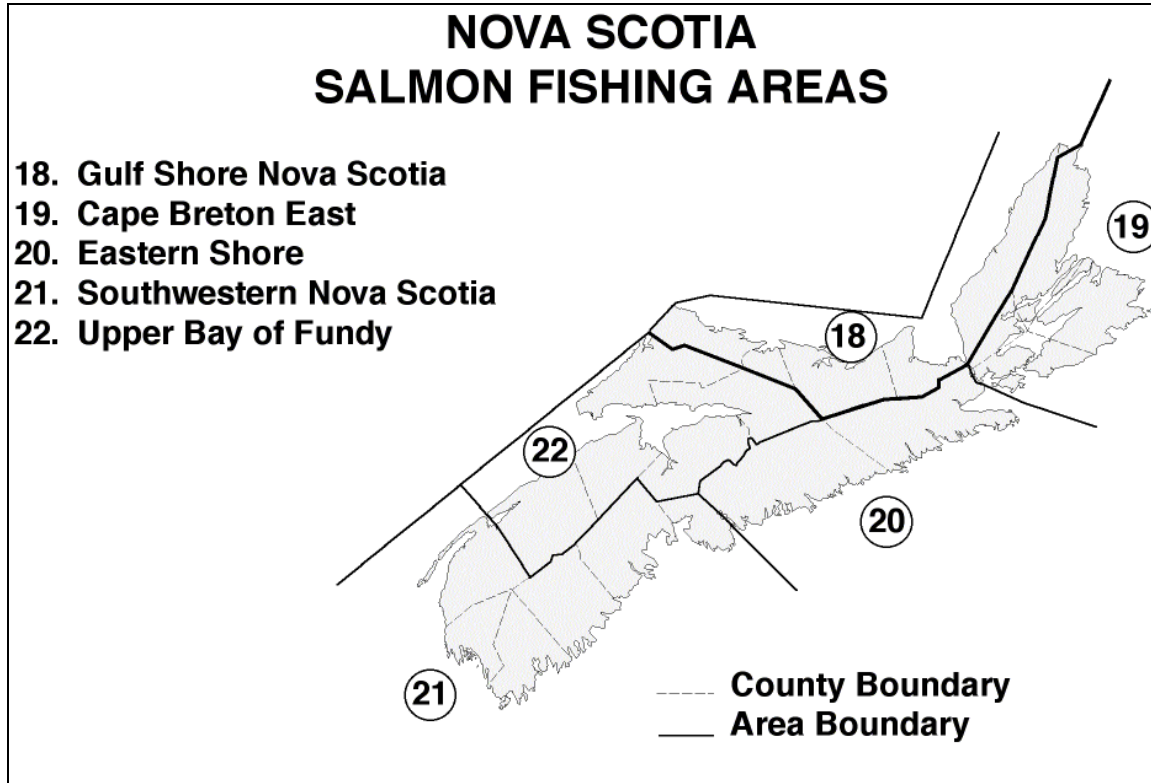 NOVA SCOTIA
SALMON FISHING AREAS
18. Gulf Shore Nova Scotia
19. Cape Breton East
20. Eastern Shore
21. Southwestern Nova Scotia
22. Upper Bay of Fundy
19
18
22
20
21
County Boundary
Area Boundary